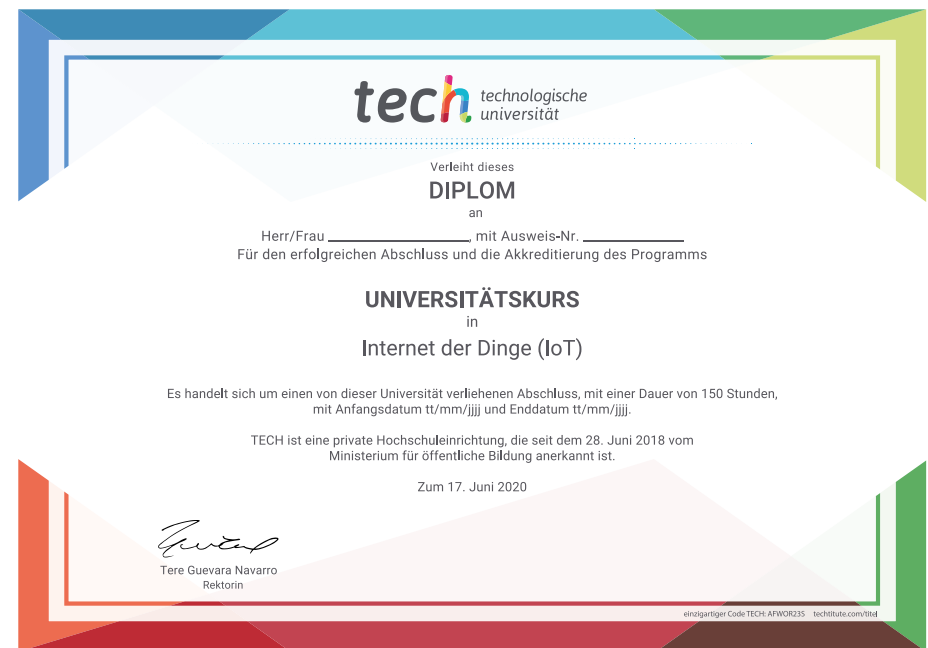 tech technologische
universität
Verleiht dieses
DIPLOM
an
Herr/Frau ____________, mit Ausweis-Nr. ____________
Für den erfolgreichen Abschluss und die Akkreditierung des Programms
UNIVERSITÄTSKURS
in
Internet der Dinge (IoT)
Es handelt sich um einen von dieser Universität verliehenen Abschluss, mit einer Dauer von 150 Stunden,
mit Anfangsdatum tt/mm/jjjj und Enddatum tt/mm/jjjj.
TECH ist eine private Hochschuleinrichtung, die seit dem 28. Juni 2018 vom
Ministerium für öffentliche Bildung anerkannt ist.
Zum 17. Juni 2020
Tere Guevara Navarro
Rektorin
einzigartiger Code TECH: AFWOR23S techtitute.com/titel